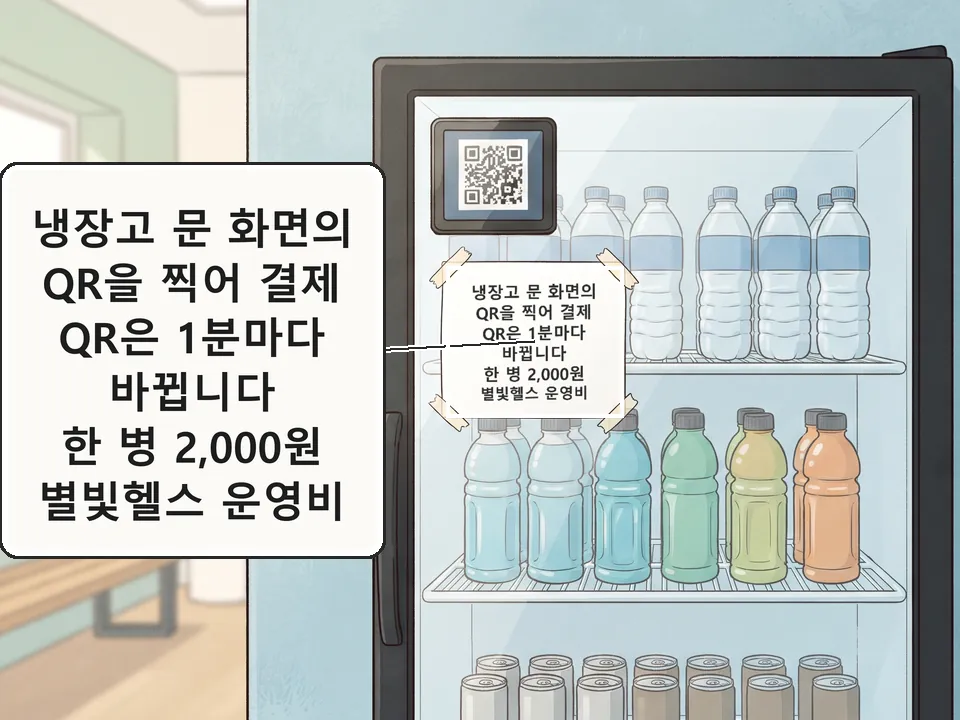 냉장고 문 화면의
QR을 찍어 결제
QR은 1분마다
바뀝니다
한 병 2,000원
별빛헬스 운영비
냉장고 문 화면의
QR을 찍어 결제
QR은 1분마다
바뀝니다
한 병 2,000원
별빛헬스 운영비